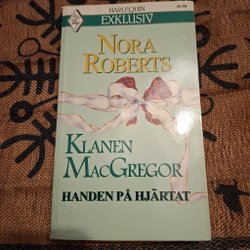 HARLEQUIN
EXKLUSIV
NORA
ROBERTS
KLANEN
MACGREGOR
HANDEN PÅ HJÄRTAT